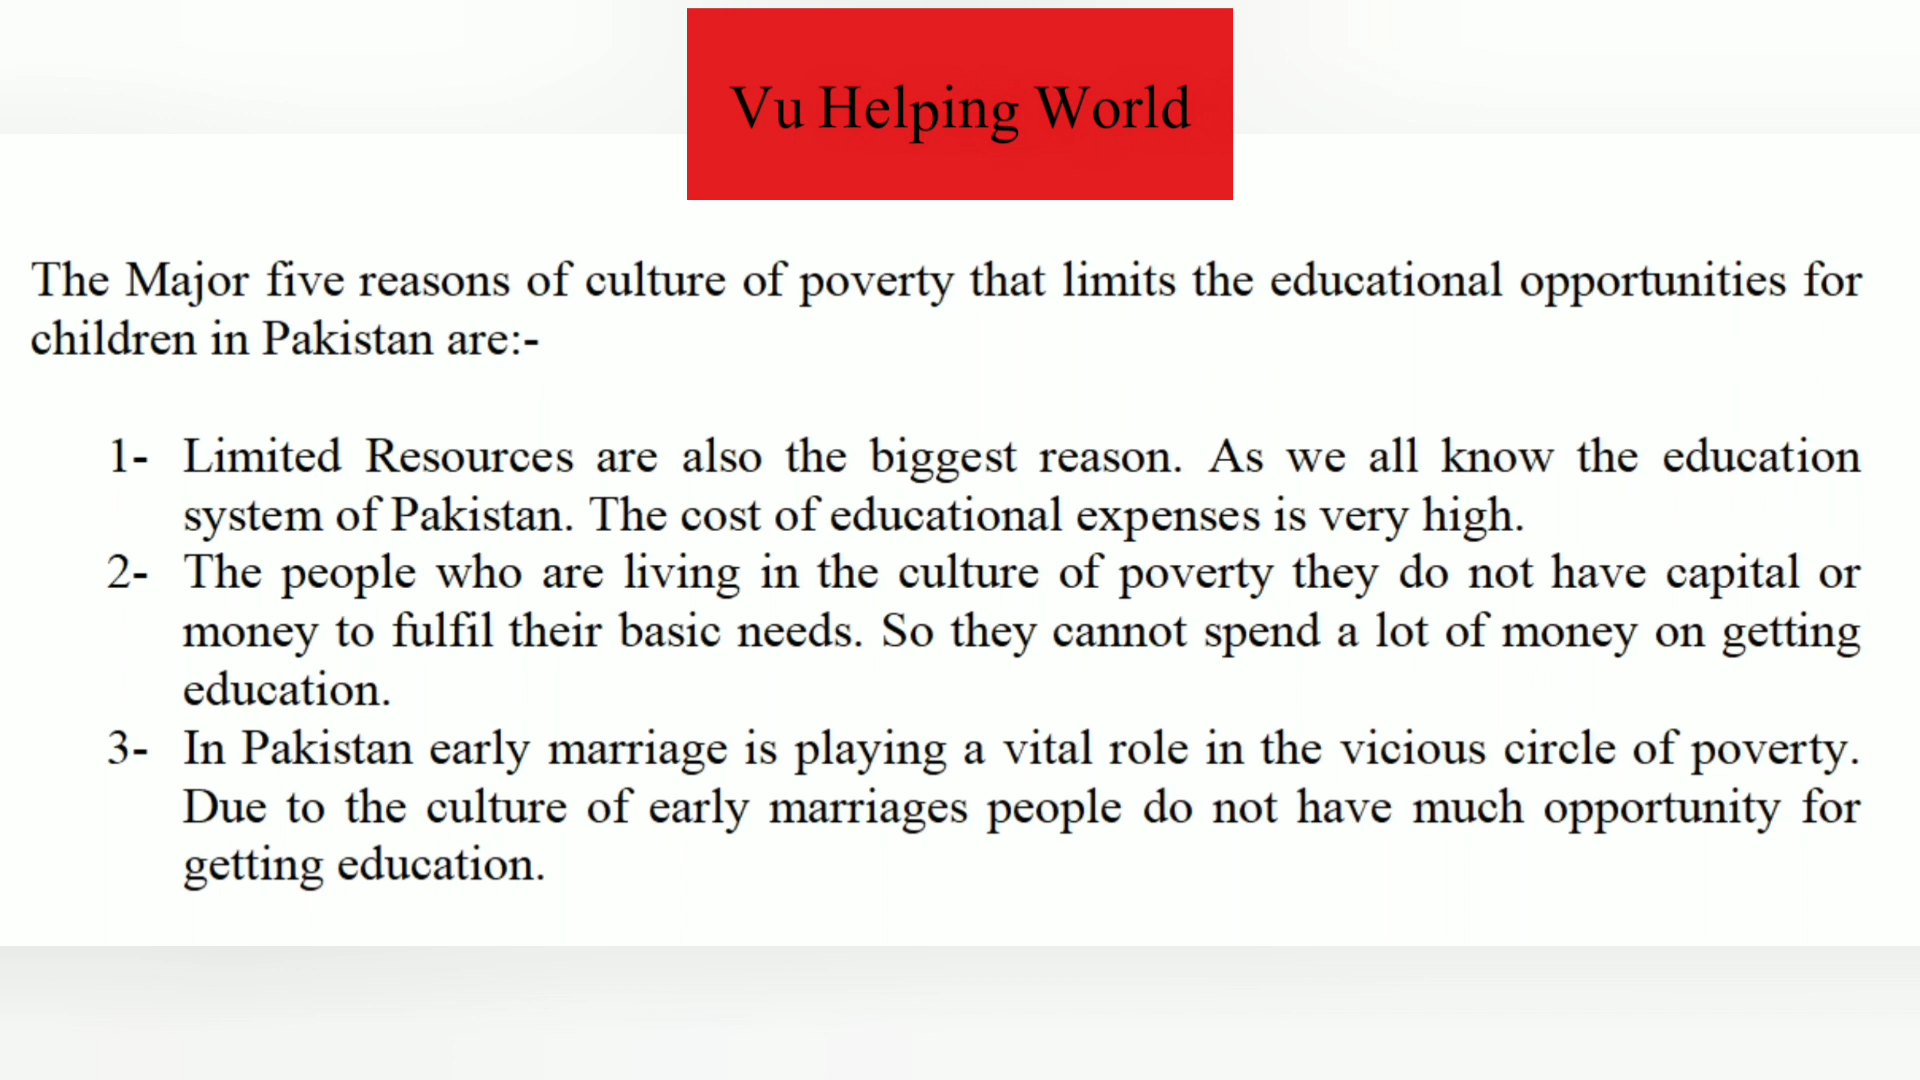 Vu Helping World
The Major five reasons of culture of poverty that limits the educational opportunities for
children in Pakistan are:-
1- Limited Resources are also the biggest reason. As we all know the education
system of Pakistan. The cost of educational expenses is very high.
2- The people who are living in the culture of poverty they do not have capital or
money to fulfil their basic needs. So they cannot spend a lot of money on getting
education.
3- In Pakistan early marriage is playing a vital role in the vicious circle of poverty.
Due to the culture of early marriages people do not have much opportunity for
getting education.